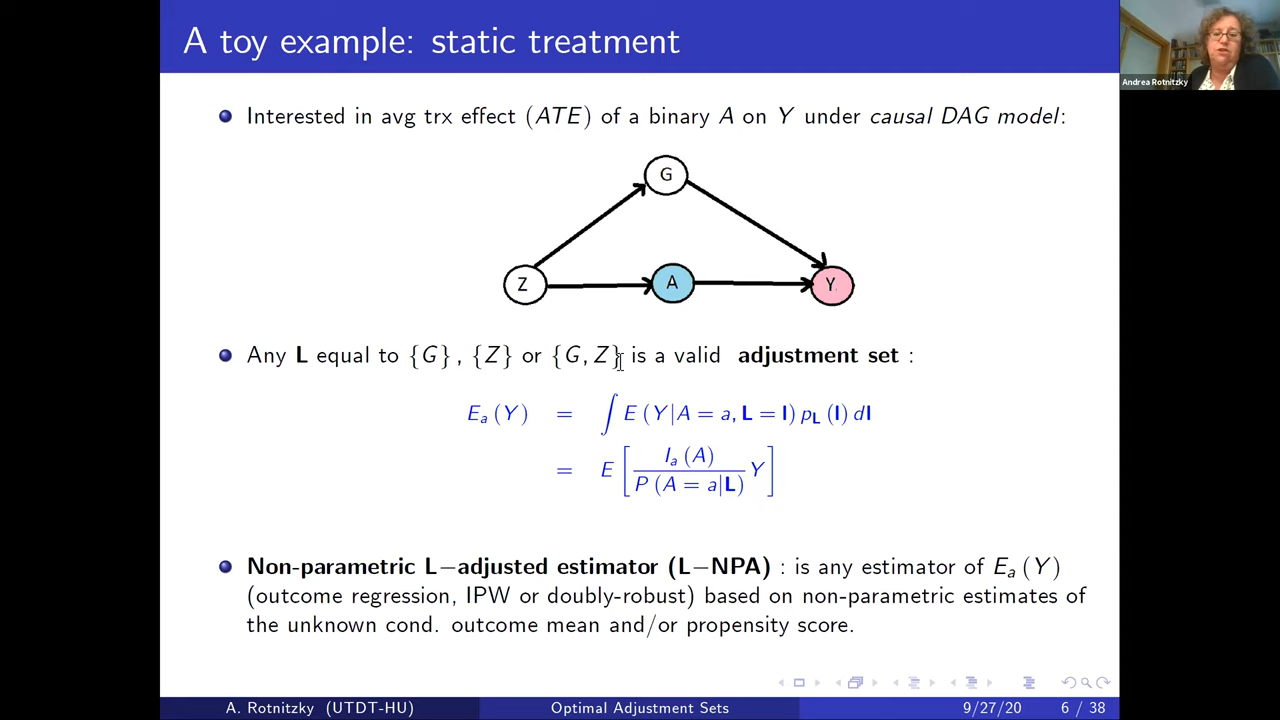 A toy example: static treatment
Andrea Rotnitzky
Interested in avg trx effect (ATE) of a binary A on Y under causal DAG model:
G
Z
A
Y
Any L equal to {G} , {Z} or {G, Z} is a valid adjustment set :
E_a (Y) = ∫ E (Y|A = a, L = l) p_L (l) dl
= E [ I_a (A) / P (A = a|L) Y ]
Non-parametric L−adjusted estimator (L−NPA) : is any estimator of E_a (Y)
(outcome regression, IPW or doubly-robust) based on non-parametric estimates of
the unknown cond. outcome mean and/or propensity score.
A. Rotnitzky (UTDT-HU) Optimal Adjustment Sets 9/27/20 6 / 38